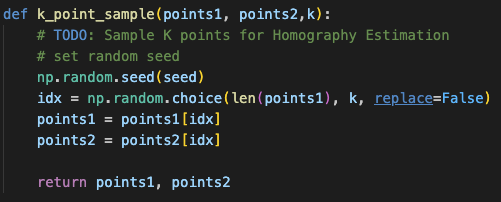 def k_point_sample(points1, points2,k):
    # TODO: Sample K points for Homography Estimation
    # set random seed
    np.random.seed(seed)
    idx = np.random.choice(len(points1), k, replace=False)
    points1 = points1[idx]
    points2 = points2[idx]

    return points1, points2